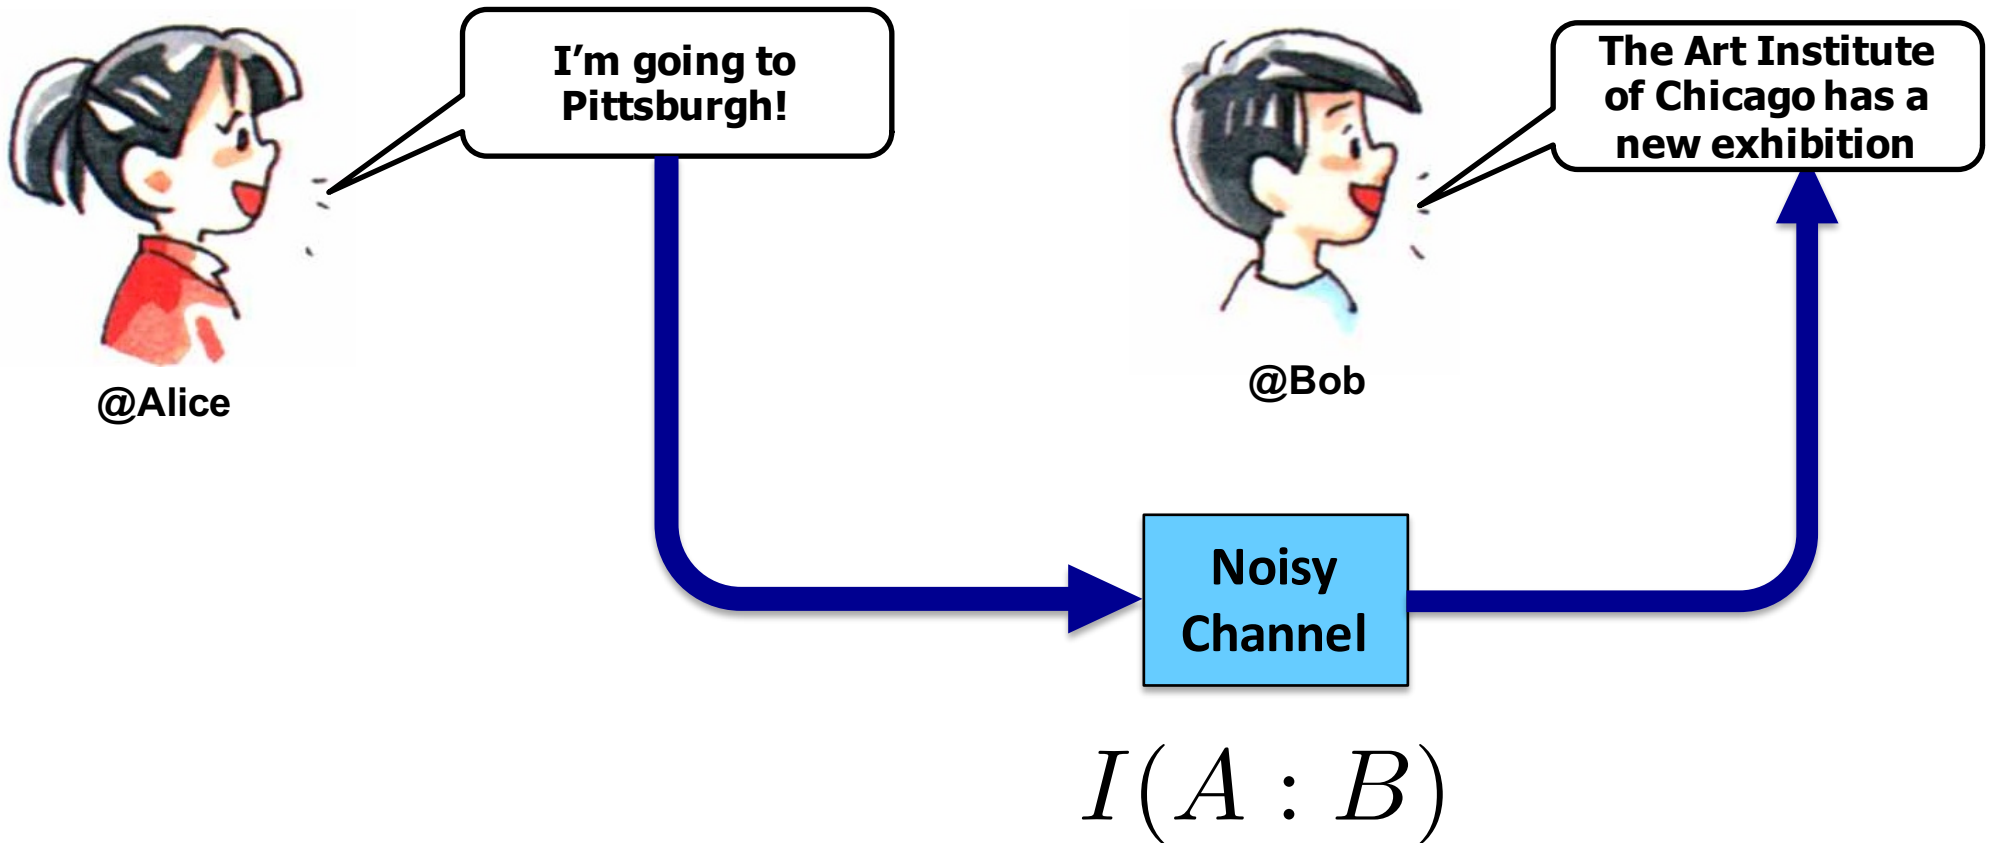 I’m going to
Pittsburgh!
The Art Institute
of Chicago has a
new exhibition
@Alice
@Bob
Noisy
Channel
I(A : B)